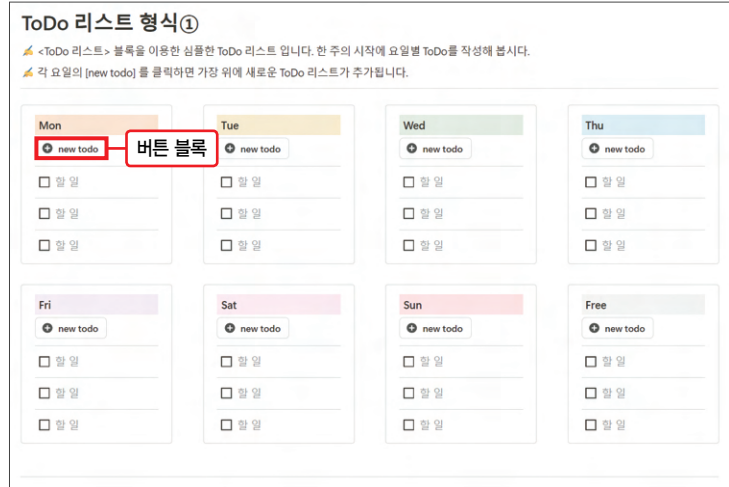 ToDo 리스트 형식①
✍ <ToDo 리스트> 블록을 이용한 심플한 ToDo 리스트 입니다. 한 주의 시작에 요일별 ToDo를 작성해 봅시다.
✍ 각 요일의 [new todo] 를 클릭하면 가장 위에 새로운 ToDo 리스트가 추가됩니다.
Mon
new todo
버튼 블록
할 일
할 일
할 일
Tue
new todo
할 일
할 일
할 일
Wed
new todo
할 일
할 일
할 일
Thu
new todo
할 일
할 일
할 일
Fri
new todo
할 일
할 일
할 일
Sat
new todo
할 일
할 일
할 일
Sun
new todo
할 일
할 일
할 일
Free
new todo
할 일
할 일
할 일